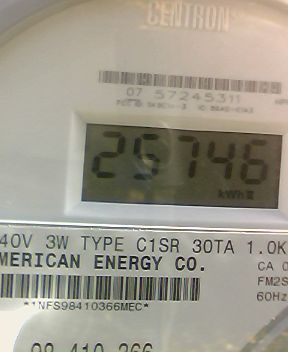 CENTRON
07 57245311
25746
kWh
40V 3W TYPE C1SR 30TA 1.0K
MERICAN ENERGY CO.
CA 0
FM2S
60Hz
*1NFS98410366MEC*
98 410 366